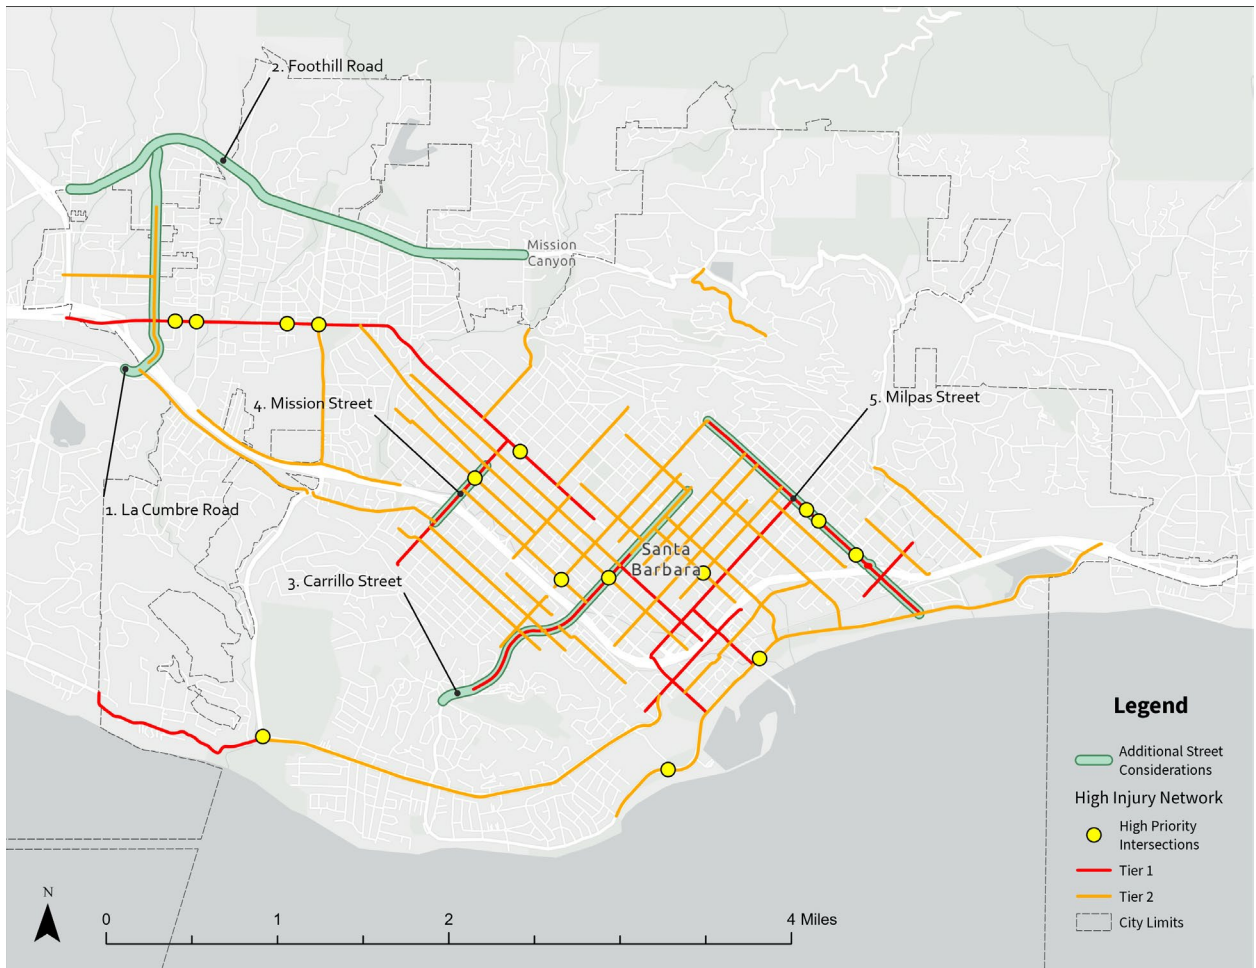 2. Foothill Road
Mission
Canyon
4. Mission Street
5. Milpas Street
1. La Cumbre Road
Santa
Barbara
3. Carrillo Street
Legend
Additional Street
Considerations
High Injury Network
High Priority
Intersections
Tier 1
Tier 2
City Limits
N
0 1 2 4 Miles